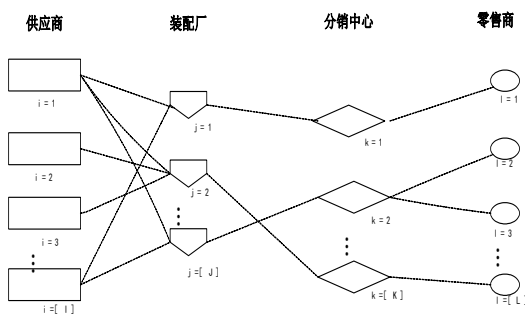 供应商 装配厂 分销中心 零售商
i = 1
i = 2
i = 3
i =[ I]
j = 1
j = 2
j =[ J]
k = 1
k = 2
k =[ K]
l = 1
l = 2
l = 3
l =[ L]